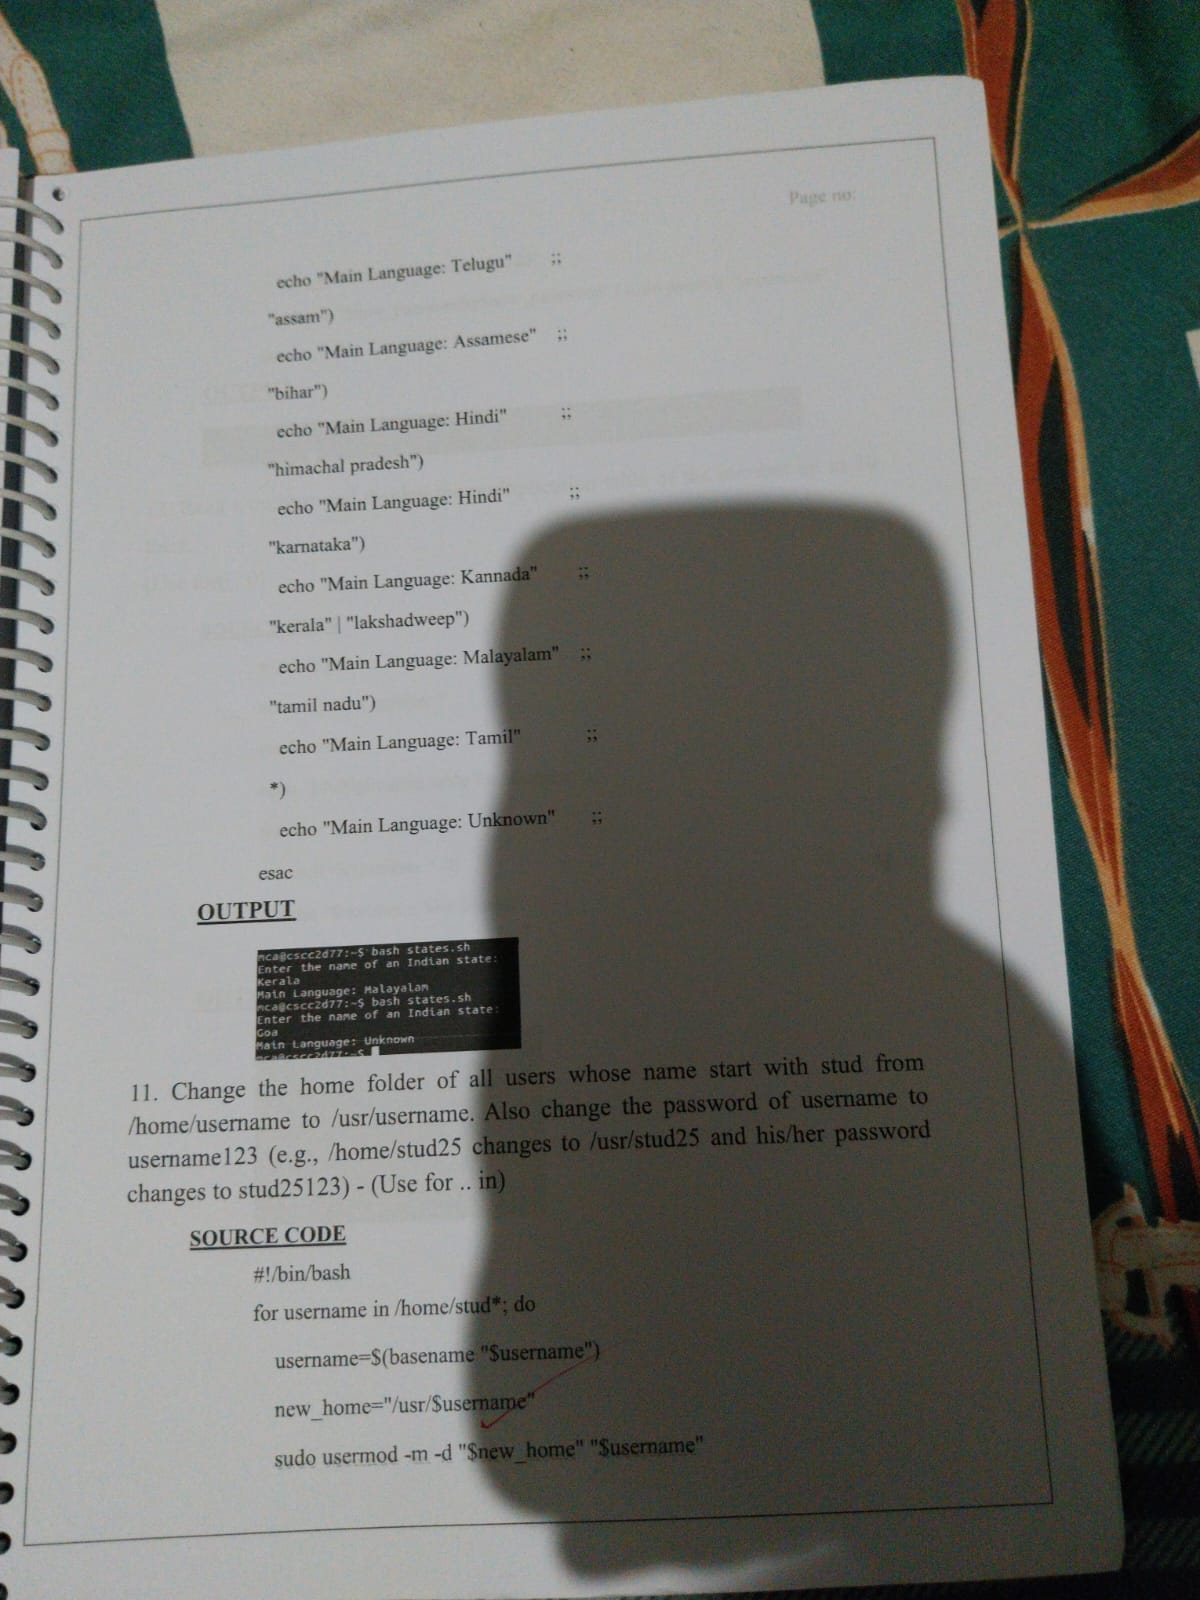 Page no:
echo "Main Language: Telugu" ;;
"assam")
echo "Main Language: Assamese" ;;
"bihar")
echo "Main Language: Hindi" ;;
"himachal pradesh")
echo "Main Language: Hindi" ;;
"karnataka")
echo "Main Language: Kannada" ;;
"kerala" | "lakshadweep")
echo "Main Language: Malayalam" ;;
"tamil nadu")
echo "Main Language: Tamil" ;;
*)
echo "Main Language: Unknown" ;;
esac
OUTPUT
mca@cscc2d77:~$ bash states.sh
Enter the name of an Indian state:
Kerala
Main Language: Malayalam
mca@cscc2d77:~$ bash states.sh
Enter the name of an Indian state:
Goa
Main Language: Unknown
mca@cscc2d77:~$
11. Change the home folder of all users whose name start with stud from
/home/username to /usr/username. Also change the password of username to
username123 (e.g., /home/stud25 changes to /usr/stud25 and his/her password
changes to stud25123) - (Use for .. in)
SOURCE CODE
#!/bin/bash
for username in /home/stud*; do
username=$(basename "$username")
new_home="/usr/$username"
sudo usermod -m -d "$new_home" "$username"